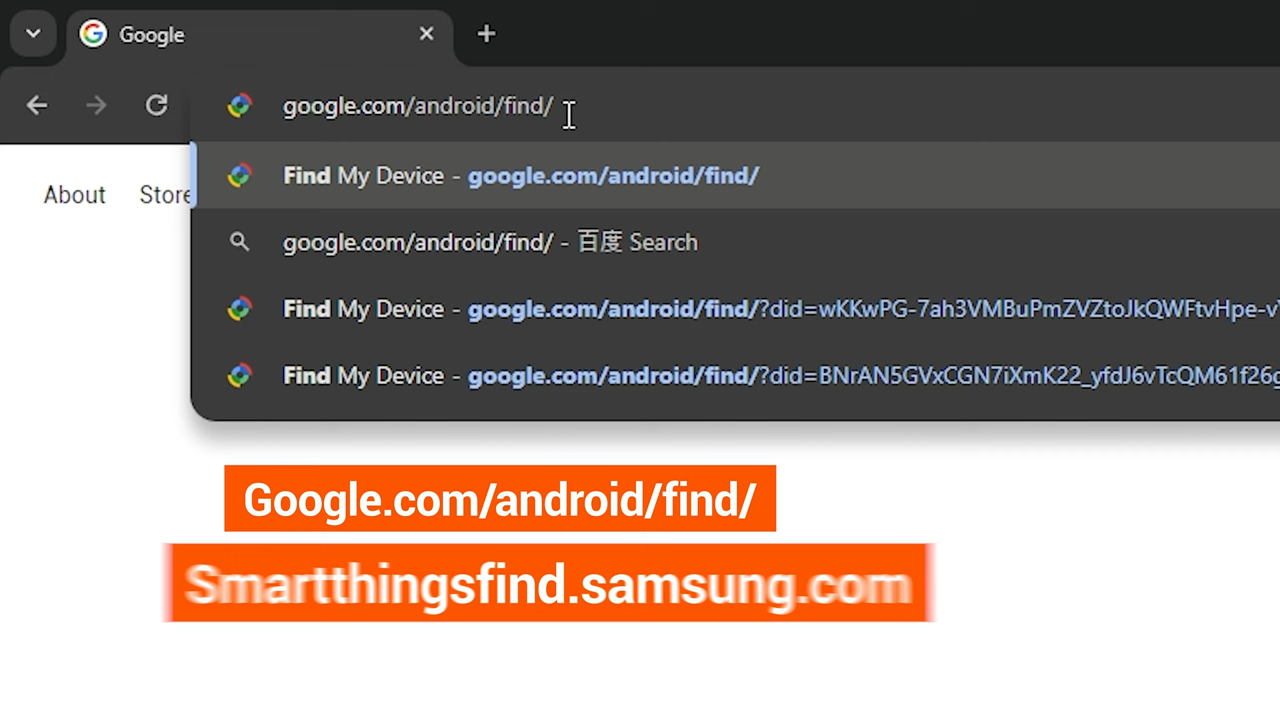 Google
google.com/android/find/
About Store
Find My Device - google.com/android/find/
google.com/android/find/ - 百度 Search
Find My Device - google.com/android/find/?did=wKKwPG-7ah3VMBuPmZVZtoJkQWFtvHpe-v
Find My Device - google.com/android/find/?did=BNrAN5GVxCGN7iXmK22_yfdJ6vTcQM61f26g
Google.com/android/find/
Smartthingsfind.samsung.com